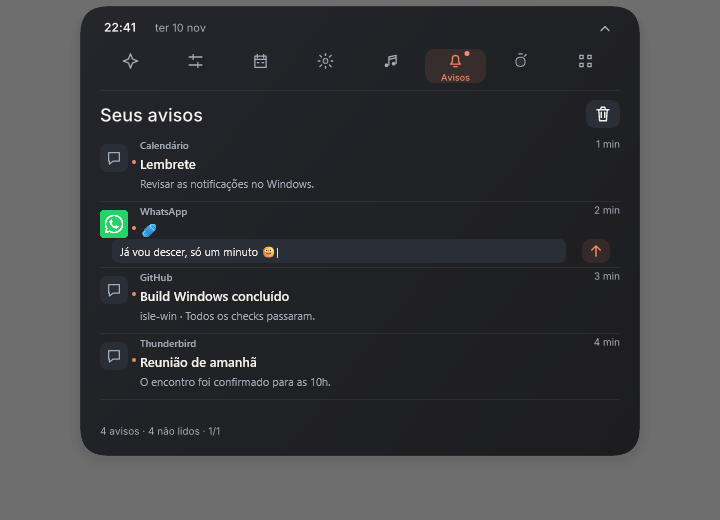 22:41 ter 10 nov
Avisos
Seus avisos
Calendário 1 min
Lembrete
Revisar as notificações no Windows.
WhatsApp 2 min
Já vou descer, só um minuto 😄|
GitHub 3 min
Build Windows concluído
isle-win · Todos os checks passaram.
Thunderbird 4 min
Reunião de amanhã
O encontro foi confirmado para as 10h.
4 avisos · 4 não lidos · 1/1